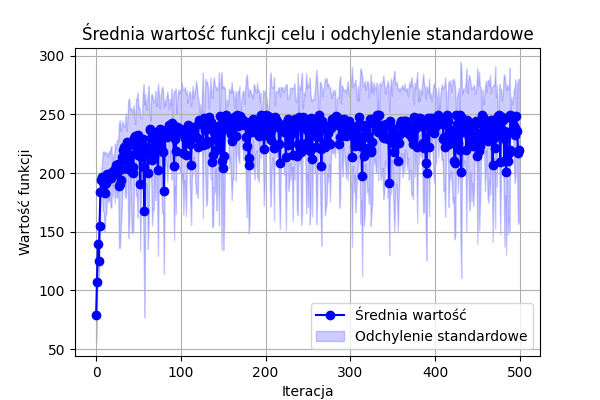 Średnia wartość funkcji celu i odchylenie standardowe
300
250
200
150
100
50
Wartość funkcji
0 100 200 300 400 500
Iteracja
Średnia wartość
Odchylenie standardowe